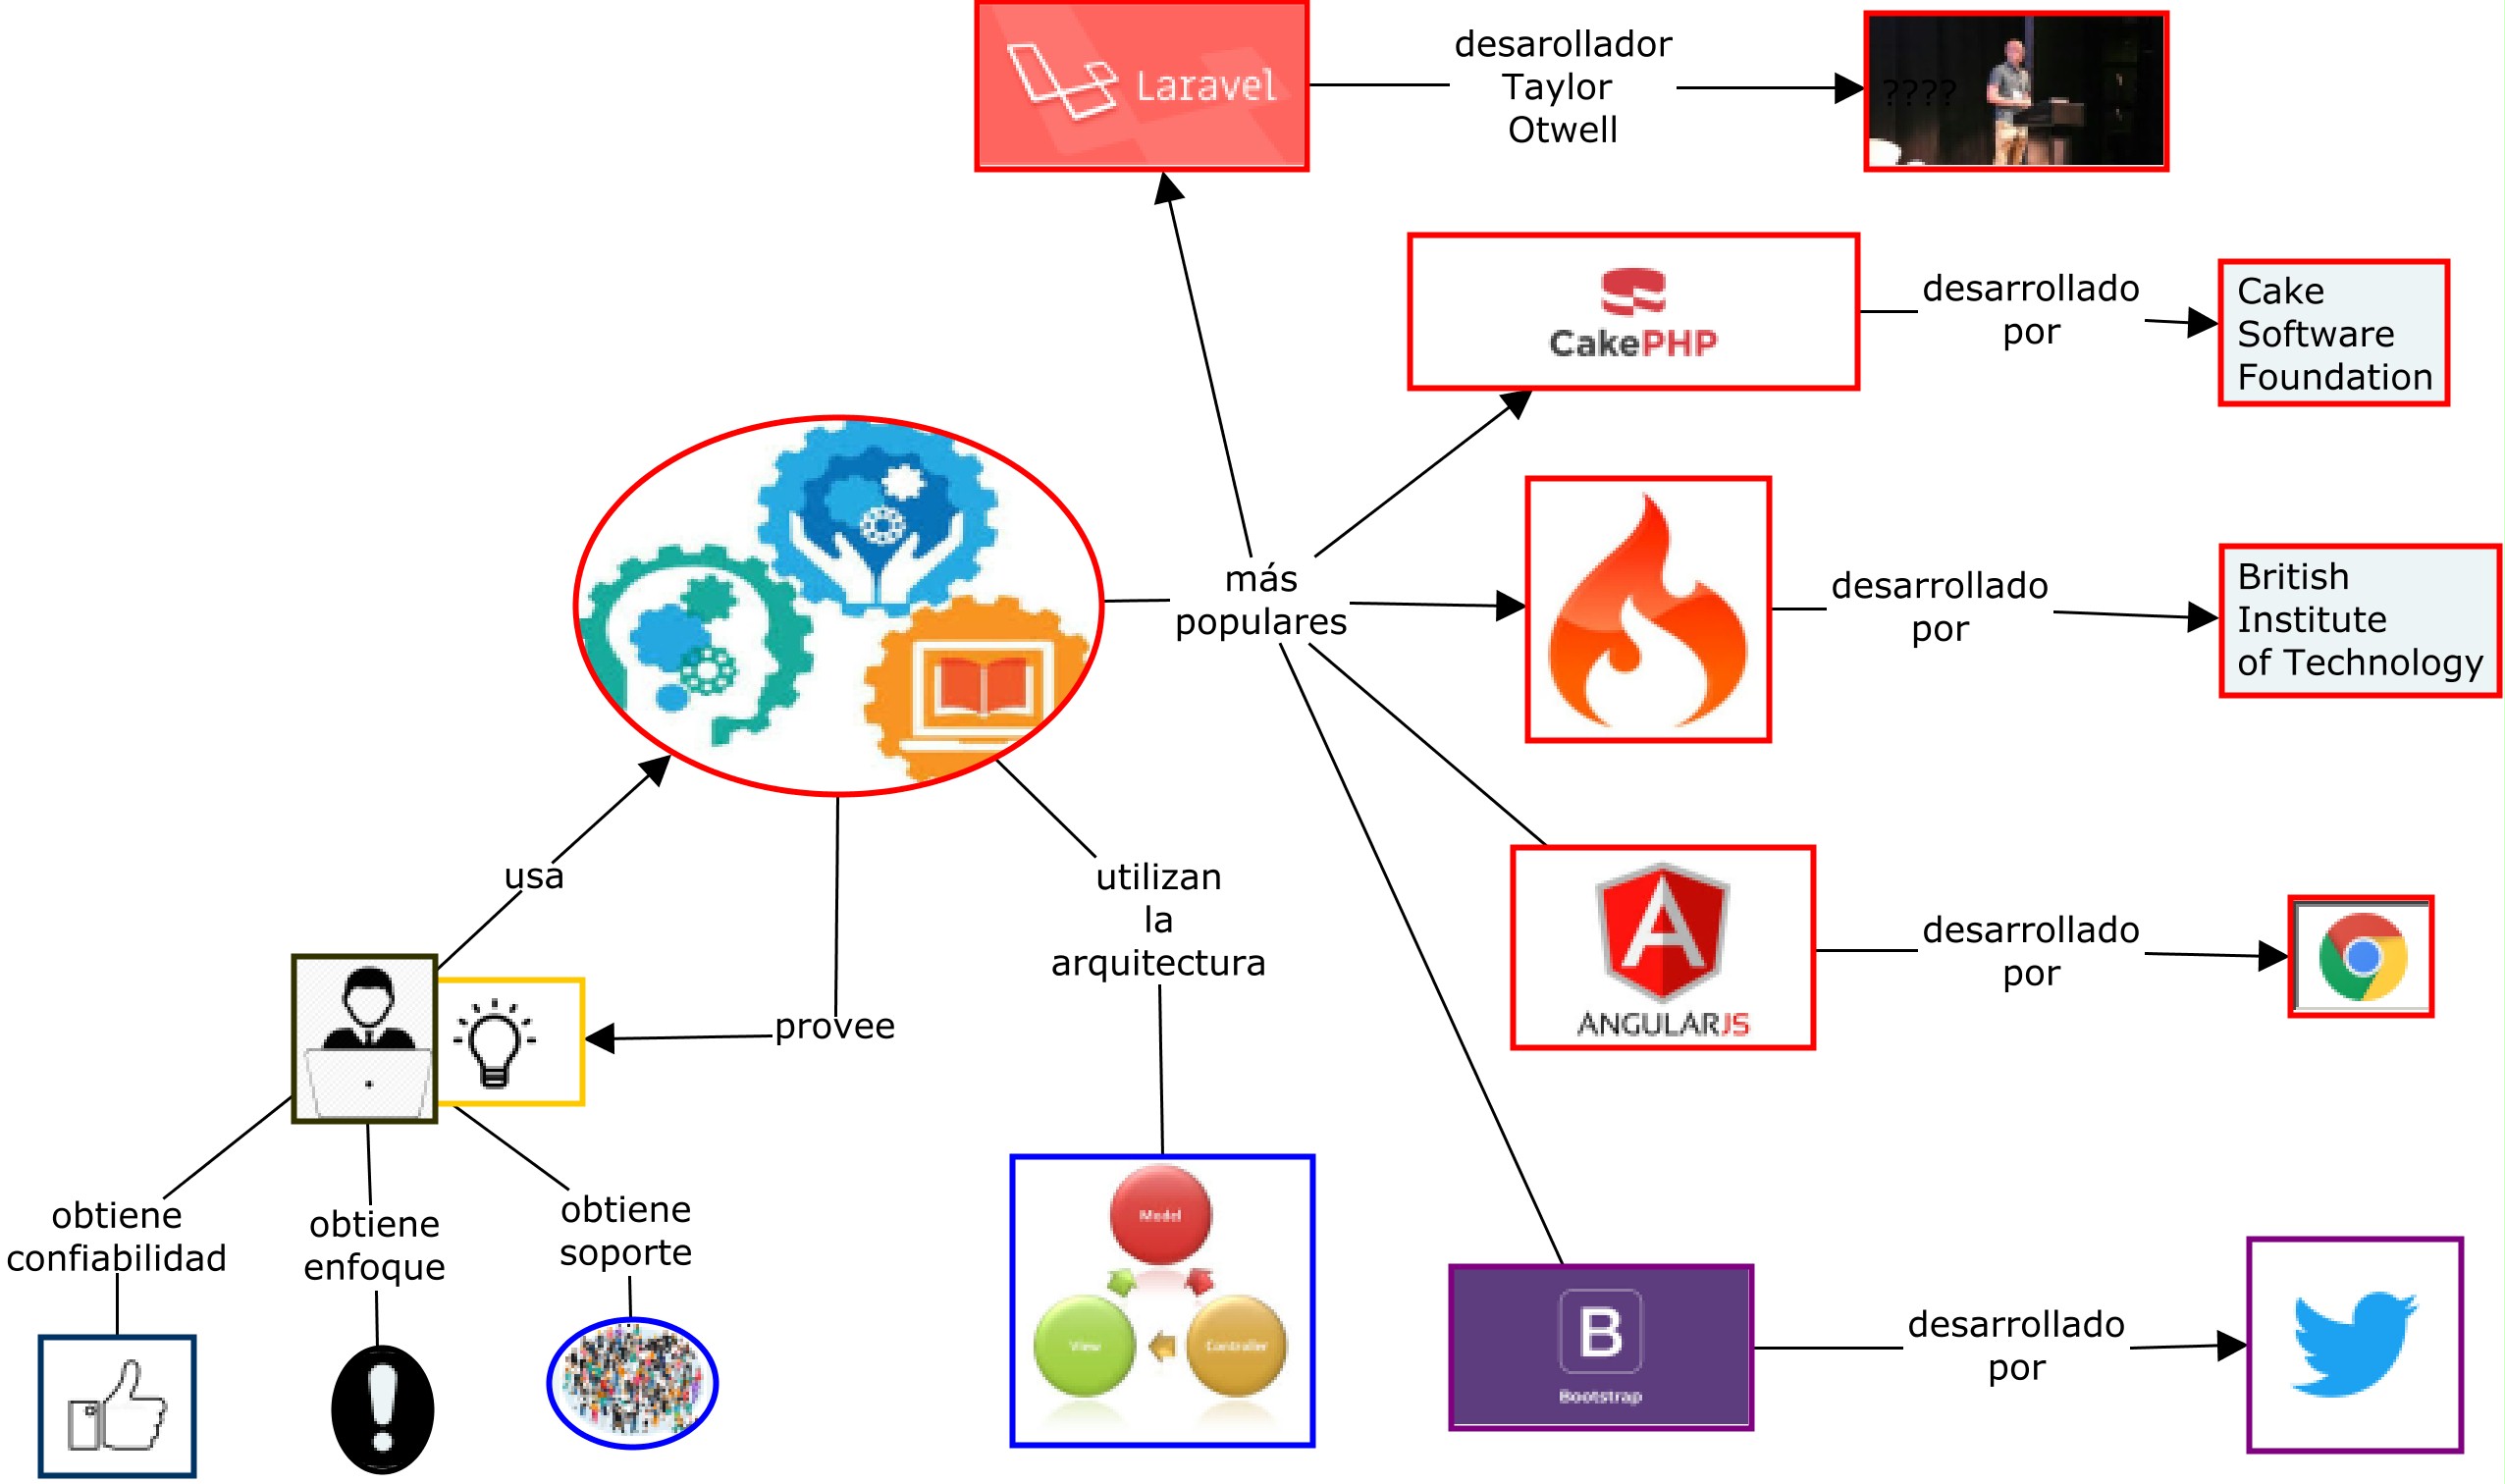 Laravel
desarollador
Taylor
Otwell
????
CakePHP
desarrollado
por
Cake
Software
Foundation
más
populares
desarrollado
por
British
Institute
of Technology
usa
utilizan
la
arquitectura
ANGULARJS
desarrollado
por
provee
obtiene
confiabilidad
obtiene
enfoque
obtiene
soporte
Model
View
Controller
B
Bootstrap
desarrollado
por